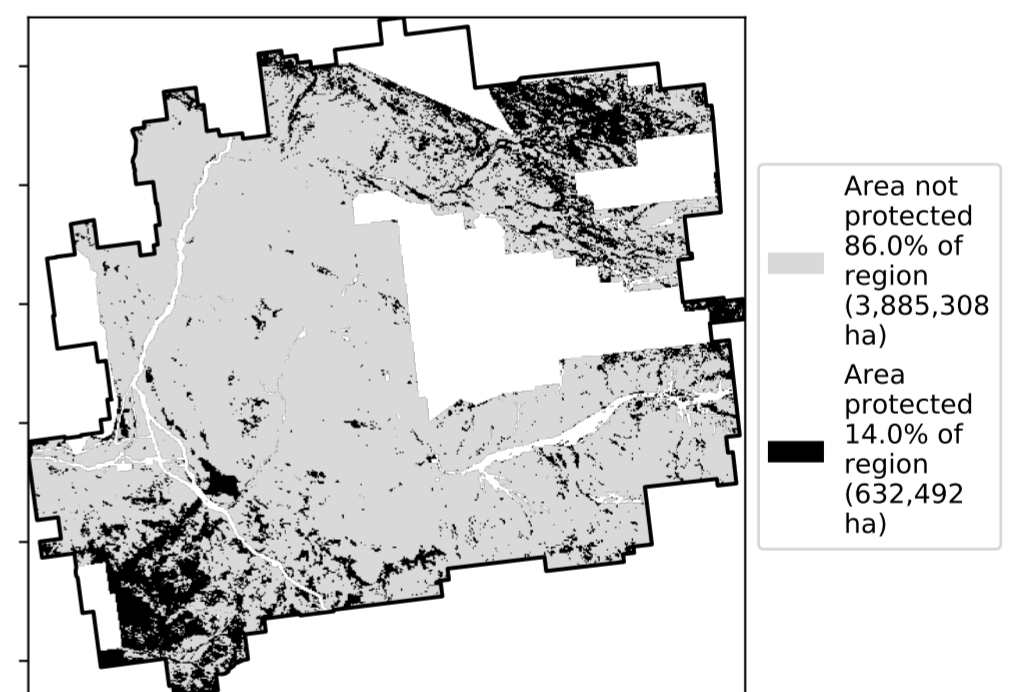 Area not
protected
86.0% of
region
(3,885,308
ha)
Area
protected
14.0% of
region
(632,492
ha)